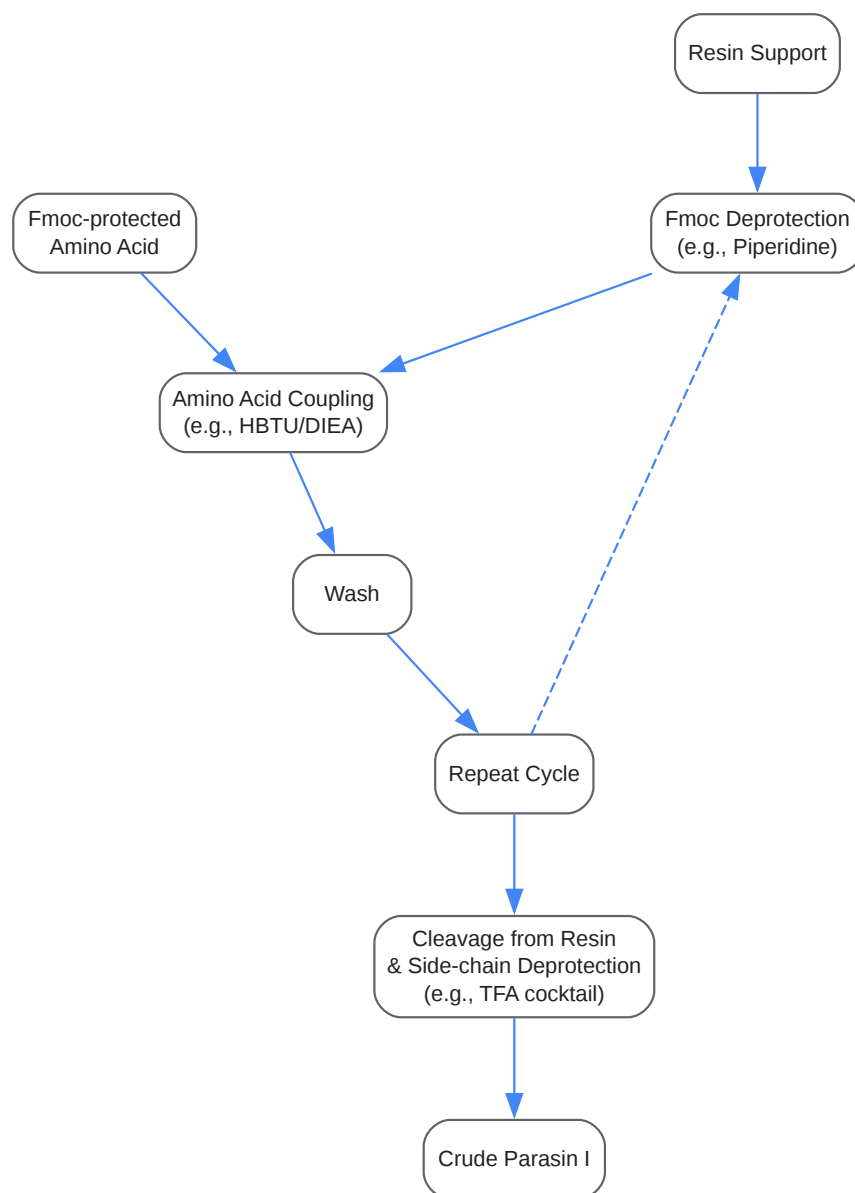 Resin Support
Fmoc-protected
Amino Acid
Fmoc Deprotection
(e.g., Piperidine)
Amino Acid Coupling
(e.g., HBTU/DIEA)
Wash
Repeat Cycle
Cleavage from Resin
& Side-chain Deprotection
(e.g., TFA cocktail)
Crude Parasin I